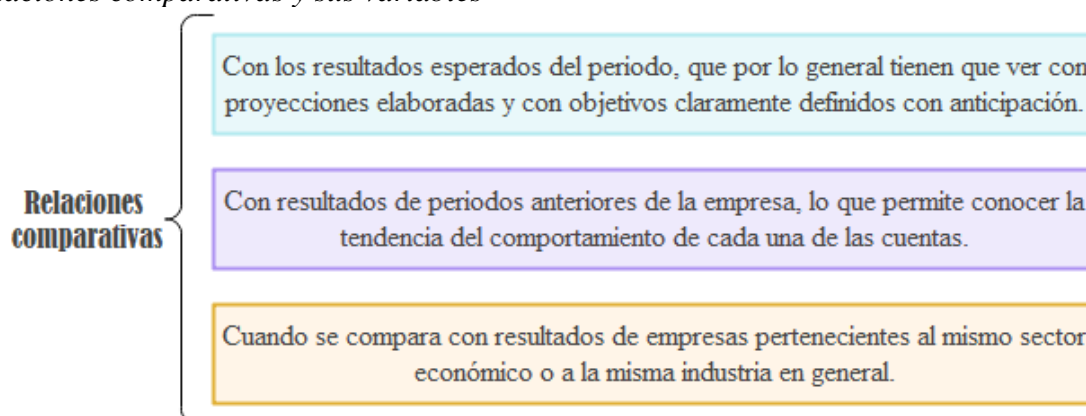 comparativas y sus variables
Con los resultados esperados del periodo, que por lo general tienen que ver con
proyecciones elaboradas y con objetivos claramente definidos con anticipación.
Relaciones
comparativas
Con resultados de periodos anteriores de la empresa, lo que permite conocer la
tendencia del comportamiento de cada una de las cuentas.
Cuando se compara con resultados de empresas pertenecientes al mismo sector
económico o a la misma industria en general.